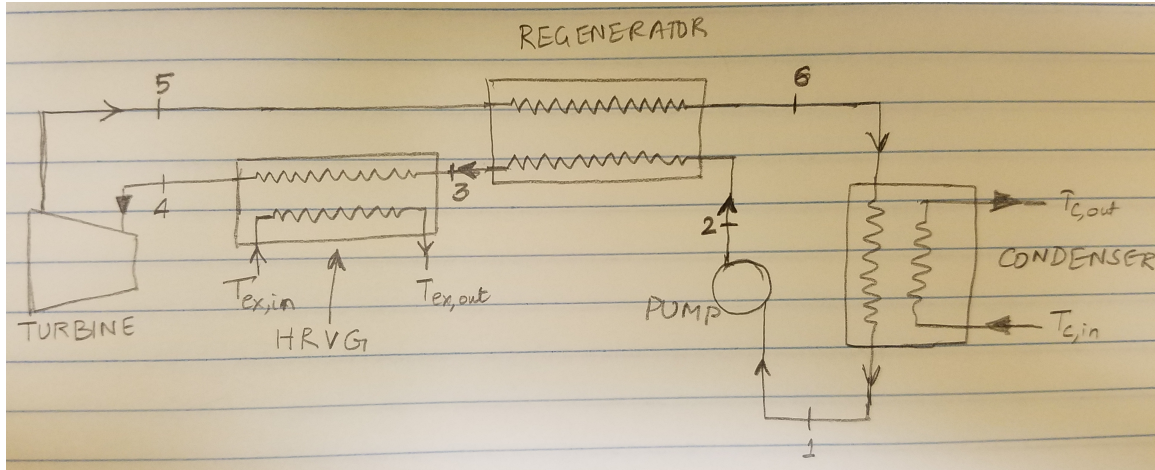 REGENERATOR
5
6
4
3
2
T_ex,in
T_ex,out
HRVG
TURBINE
PUMP
T_c,out
CONDENSER
T_c,in
1